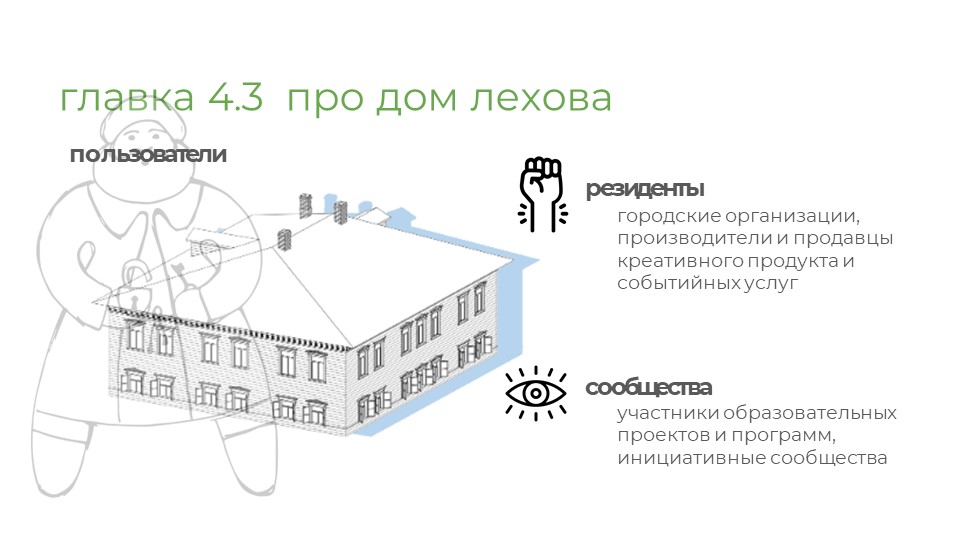 главка 4.3 про дом лехова
пользователи
резиденты
городские организации,
производители и продавцы
креативного продукта и
событийных услуг
сообщества
участники образовательных
проектов и программ,
инициативные сообщества